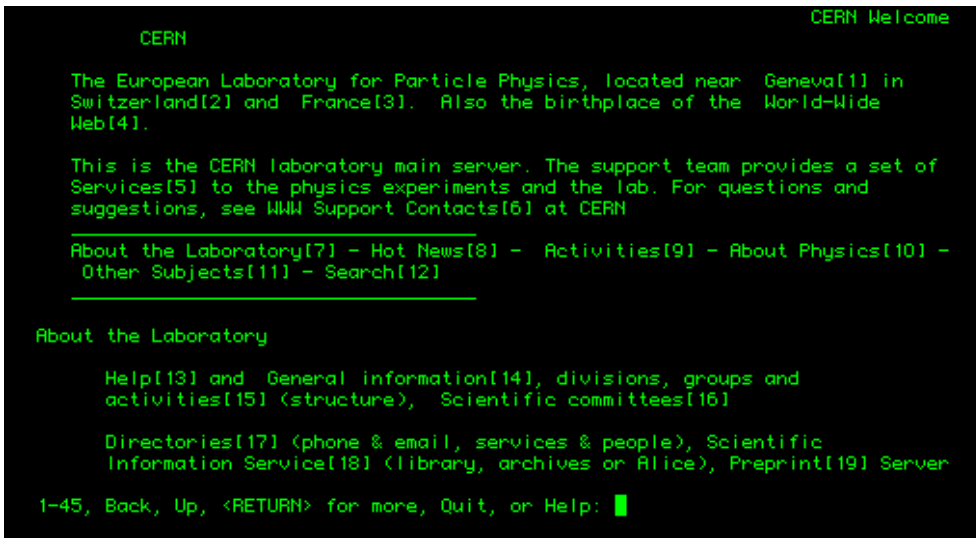 CERN Welcome
CERN
The European Laboratory for Particle Physics, located near Geneva[1] in
Switzerland[2] and France[3]. Also the birthplace of the World-Wide
Web[4].
This is the CERN laboratory main server. The support team provides a set of
Services[5] to the physics experiments and the lab. For questions and
suggestions, see WWW Support Contacts[6] at CERN
About the Laboratory[7] - Hot News[8] - Activities[9] - About Physics[10] -
Other Subjects[11] - Search[12]
About the Laboratory
Help[13] and General information[14], divisions, groups and
activities[15] (structure), Scientific committees[16]
Directories[17] (phone & email, services & people), Scientific
Information Service[18] (library, archives or Alice), Preprint[19] Server
1-45, Back, Up, <RETURN> for more, Quit, or Help: